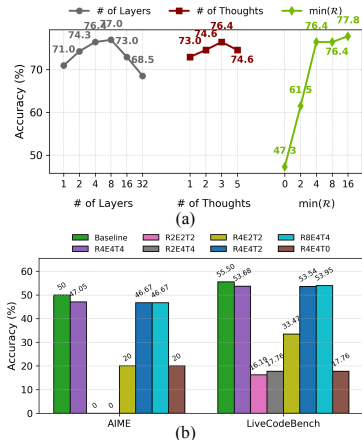 # of Layers # of Thoughts min(R)
Accuracy (%)
70
60
50
71.0 74.3 76.4 77.0 73.0 68.5
73.0 74.6 76.4 74.6
47.3 61.5 76.4 76.4 77.8
1 2 4 8 16 32 1 2 3 5 0 2 4 8 16
# of Layers # of Thoughts min(R)
(a)
Baseline R2E2T2 R4E2T2 R8E4T4
R4E4T4 R2E4T4 R4E4T2 R4E4T0
Accuracy (%)
60
50
40
30
20
10
0
50 47.05 0 0 20 46.67 46.67 20
55.50 53.68 16.19 17.76 33.47 53.54 53.95 17.76
AIME LiveCodeBench
(b)